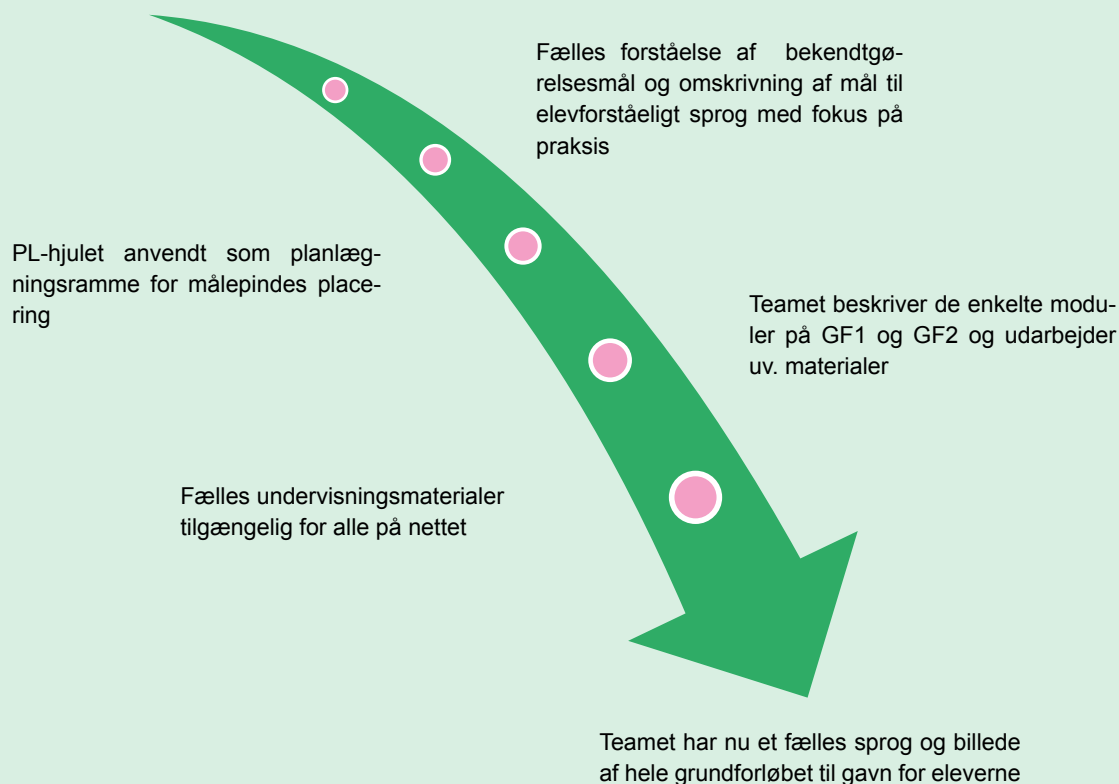 Fælles forståelse af bekendtgø-
relsesmål og omskrivning af mål til
elevforståeligt sprog med fokus på
praksis
PL-hjulet anvendt som planlæg-
ningsramme for målepindes place-
ring
Teamet beskriver de enkelte modu-
ler på GF1 og GF2 og udarbejder
uv. materialer
Fælles undervisningsmaterialer
tilgængelig for alle på nettet
Teamet har nu et fælles sprog og billede
af hele grundforløbet til gavn for eleverne